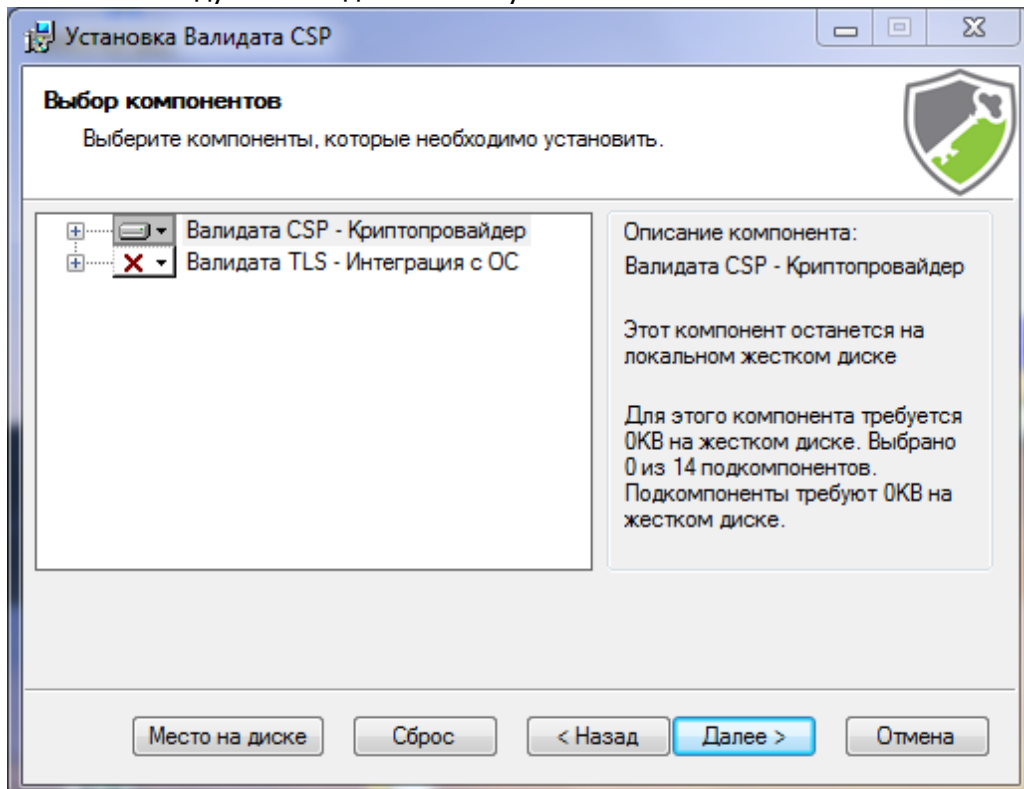 Установка Валидата CSP
Выбор компонентов
Выберите компоненты, которые необходимо установить.
Валидата CSP - Криптопровайдер
Валидата TLS - Интеграция с ОС
Описание компонента:
Валидата CSP - Криптопровайдер
Этот компонент останется на
локальном жестком диске
Для этого компонента требуется
0КВ на жестком диске. Выбрано
0 из 14 подкомпонентов.
Подкомпоненты требуют 0КВ на
жестком диске.
Место на диске
Сброс
< Назад
Далее >
Отмена